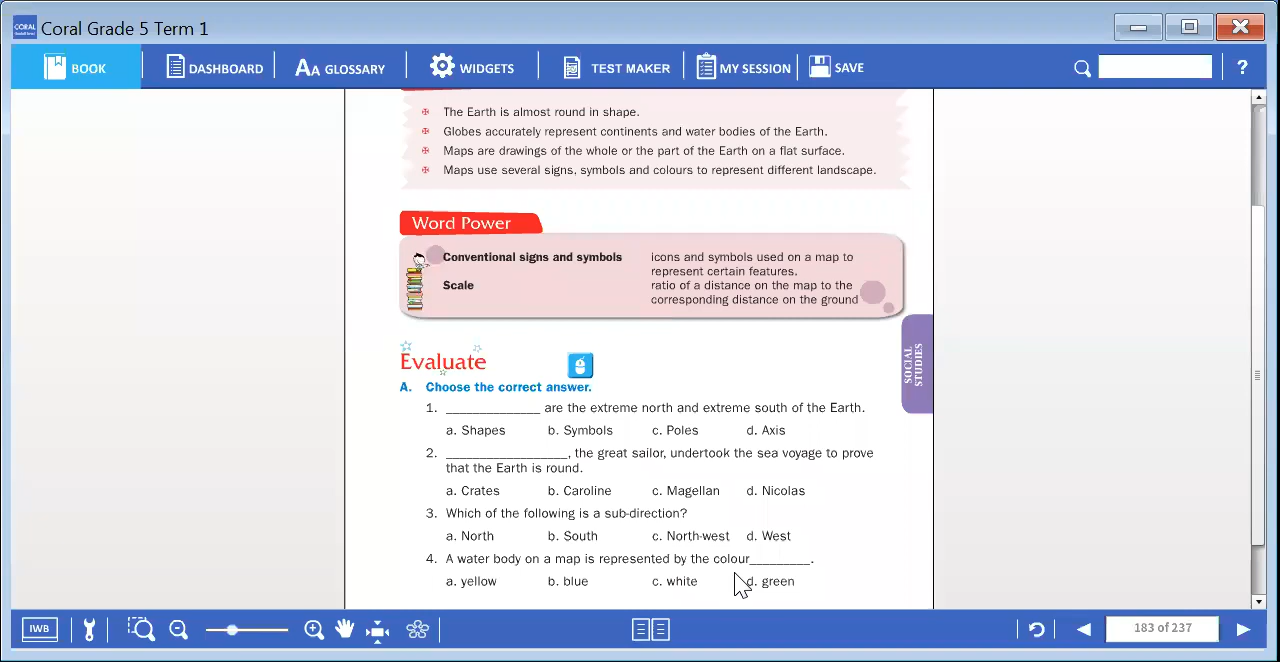 CORAL
Coral Grade 5 Term 1
BOOK DASHBOARD AA GLOSSARY WIDGETS TEST MAKER MY SESSION SAVE ?
The Earth is almost round in shape.
Globes accurately represent continents and water bodies of the Earth.
Maps are drawings of the whole or the part of the Earth on a flat surface.
Maps use several signs, symbols and colours to represent different landscape.
Word Power
Conventional signs and symbols icons and symbols used on a map to
represent certain features.
Scale ratio of a distance on the map to the
corresponding distance on the ground
Evaluate
A. Choose the correct answer.
1. ______________ are the extreme north and extreme south of the Earth.
a. Shapes b. Symbols c. Poles d. Axis
2. __________________, the great sailor, undertook the sea voyage to prove
that the Earth is round.
a. Crates b. Caroline c. Magellan d. Nicolas
3. Which of the following is a sub-direction?
a. North b. South c. North-west d. West
4. A water body on a map is represented by the colour_________.
a. yellow b. blue c. white d. green
SOCIAL
STUDIES
IWB
183 of 237